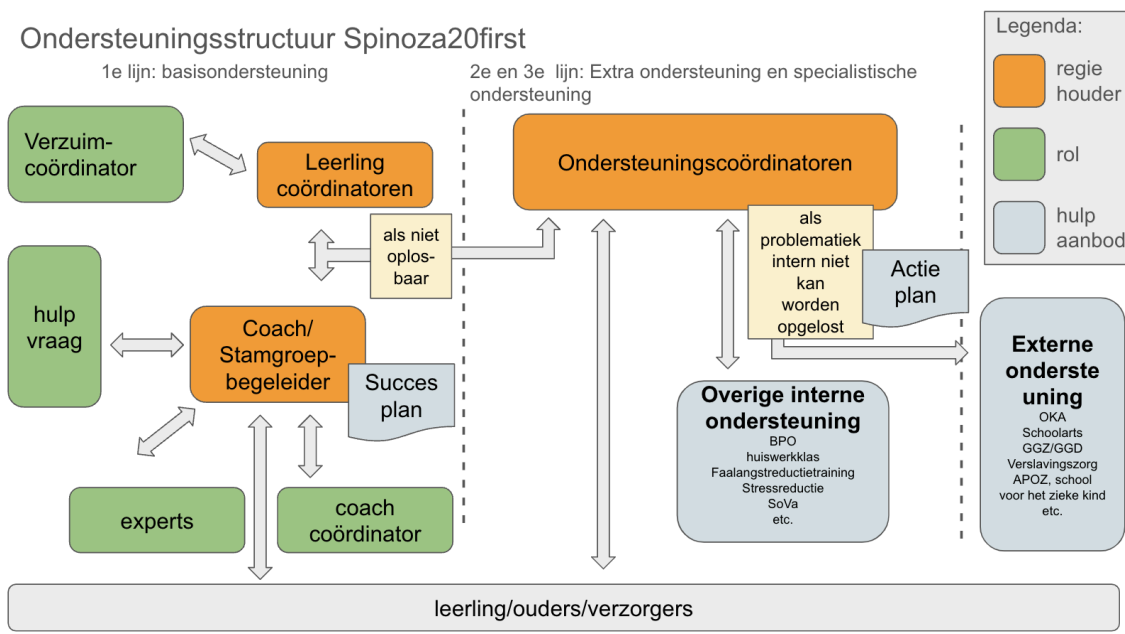 Ondersteuningsstructuur Spinoza20first
1e lijn: basisondersteuning
2e en 3e  lijn: Extra ondersteuning en specialistische
ondersteuning
Legenda:
regie
houder
rol
hulp
aanbod
Verzuim-
coördinator
Leerling
coördinatoren
Ondersteuningscoördinatoren
als niet
oplos-
baar
als
problematiek
intern niet
kan
worden
opgelost
Actie
plan
hulp
vraag
Coach/
Stamgroep-
begeleider
Succes
plan
Overige interne
ondersteuning
BPO
huiswerkklas
Faalangstreductietraining
Stressreductie
SoVa
etc.
Externe
onderste
uning
OKA
Schoolarts
GGZ/GGD
Verslavingszorg
APOZ, school
voor het zieke kind
etc.
experts
coach
coördinator
leerling/ouders/verzorgers